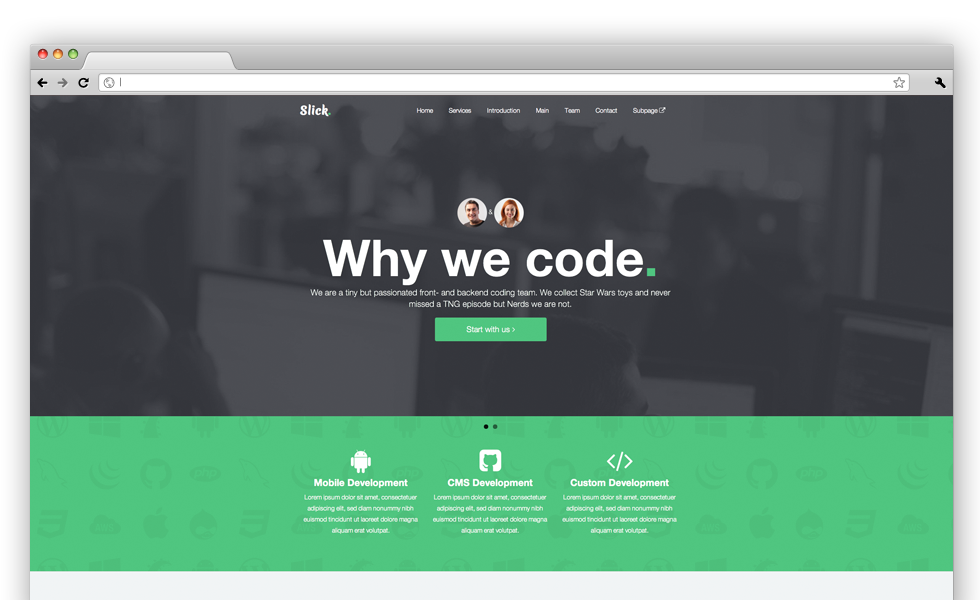 Slick.
Home Services Introduction Main Team Contact Subpage
&
Why we code.
We are a tiny but passionated front- and backend coding team. We collect Star Wars toys and never
missed a TNG episode but Nerds we are not.
Start with us ›
Mobile Development CMS Development Custom Development
Lorem ipsum dolor sit amet, consectetuer Lorem ipsum dolor sit amet, consectetuer Lorem ipsum dolor sit amet, consectetuer
adipiscing elit, sed diam nonummy nibh adipiscing elit, sed diam nonummy nibh adipiscing elit, sed diam nonummy nibh
euismod tincidunt ut laoreet dolore magna euismod tincidunt ut laoreet dolore magna euismod tincidunt ut laoreet dolore magna
aliquam erat volutpat. aliquam erat volutpat. aliquam erat volutpat.